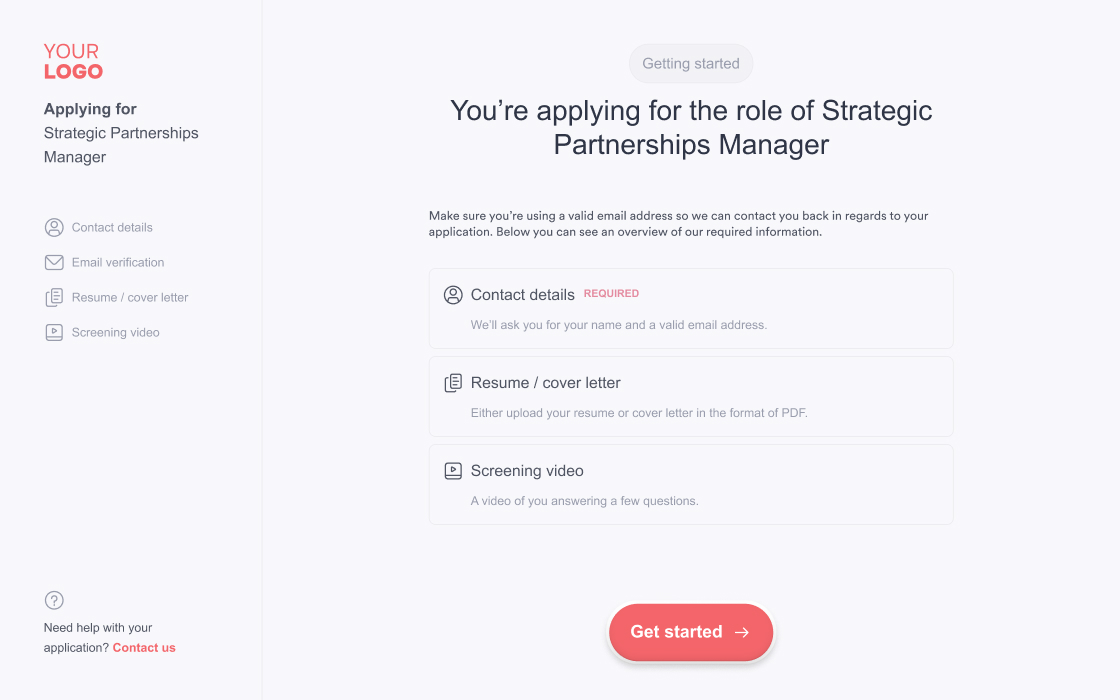 YOUR
LOGO
Applying for
Strategic Partnerships
Manager
Contact details
Email verification
Resume / cover letter
Screening video
Need help with your
application? Contact us
Getting started
You’re applying for the role of Strategic
Partnerships Manager
Make sure you’re using a valid email address so we can contact you back in regards to your
application. Below you can see an overview of our required information.
Contact details REQUIRED
We’ll ask you for your name and a valid email address.
Resume / cover letter
Either upload your resume or cover letter in the format of PDF.
Screening video
A video of you answering a few questions.
Get started